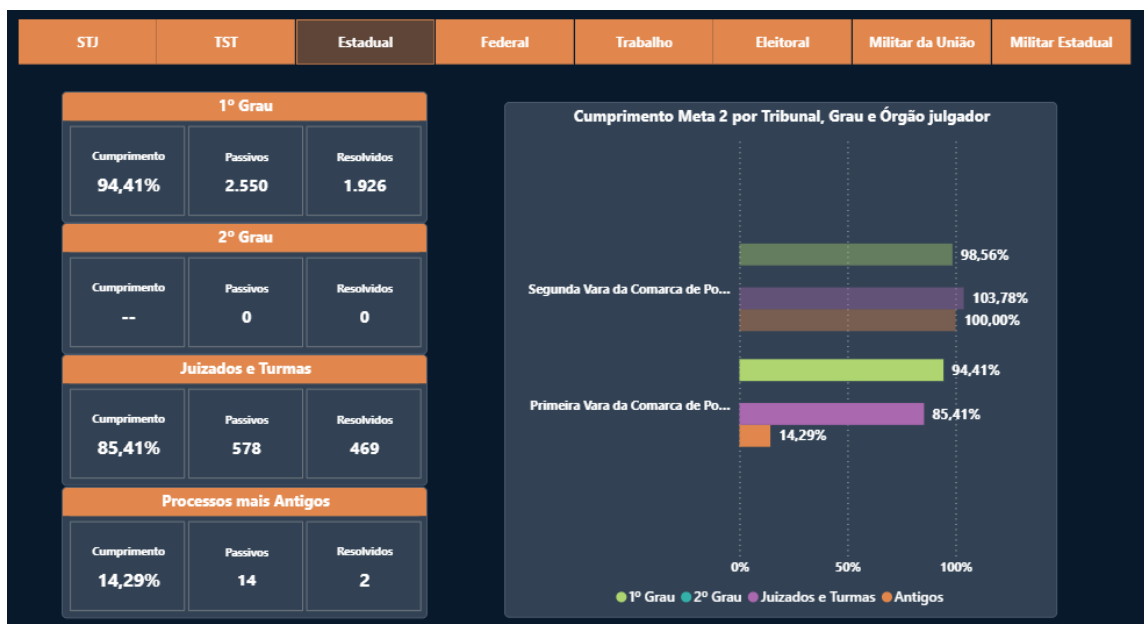 STJ
TST
Estadual
Federal
Trabalho
Eleitoral
Militar da União
Militar Estadual
1º Grau
Cumprimento
Passivos
Resolvidos
94,41%
2.550
1.926
2º Grau
Cumprimento
Passivos
Resolvidos
--
0
0
Juizados e Turmas
Cumprimento
Passivos
Resolvidos
85,41%
578
469
Processos mais Antigos
Cumprimento
Passivos
Resolvidos
14,29%
14
2
Cumprimento Meta 2 por Tribunal, Grau e Órgão julgador
98,56%
Segunda Vara da Comarca de Po...
103,78%
100,00%
94,41%
Primeira Vara da Comarca de Po...
85,41%
14,29%
0%
50%
100%
1º Grau
2º Grau
Juizados e Turmas
Antigos